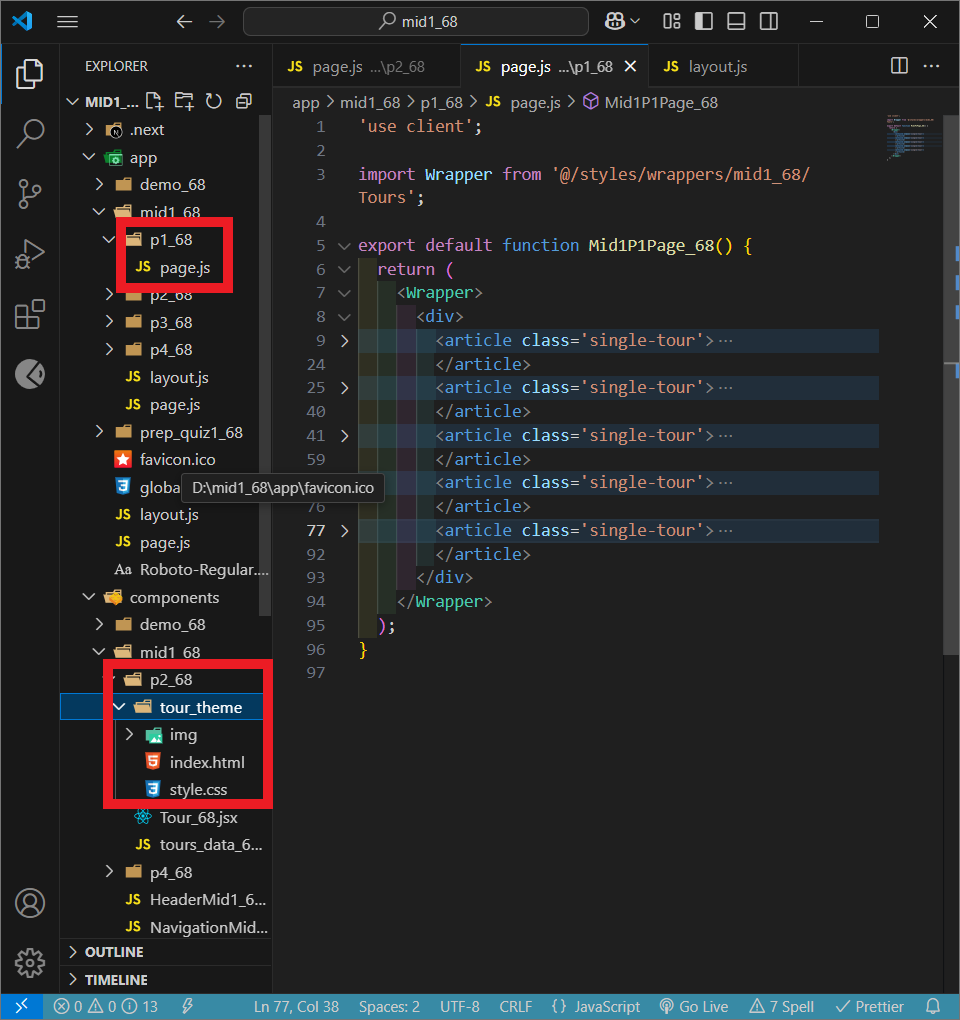 mid1_68
EXPLORER
MID1_...
.next
app
demo_68
mid1_68
p1_68
JS page.js
p2_68
p3_68
p4_68
JS layout.js
JS page.js
prep_quiz1_68
favicon.ico
globa
JS layout.js
JS page.js
Aa Roboto-Regular....
components
demo_68
mid1_68
p2_68
tour_theme
img
index.html
style.css
Tour_68.jsx
JS tours_data_6...
p4_68
JS HeaderMid1_6...
JS NavigationMid...
OUTLINE
TIMELINE
D:\mid1_68\app\favicon.ico
JS page.js ...\p2_68
JS page.js ...\p1_68
JS layout.js
app > mid1_68 > p1_68 > JS page.js > Mid1P1Page_68
1 'use client';
2
3 import Wrapper from '@/styles/wrappers/mid1_68/
Tours';
4
5 export default function Mid1P1Page_68() {
6 return (
7 <Wrapper>
8 <div>
9 <article class='single-tour'> ...
24 </article>
25 <article class='single-tour'> ...
40 </article>
41 <article class='single-tour'> ...
59 </article>
<article class='single-tour'> ...
76 </article>
77 <article class='single-tour'> ...
92 </article>
93 </div>
94 </Wrapper>
95 );
96 }
97
0 0 13
Ln 77, Col 38
Spaces: 2
UTF-8
CRLF
{ } JavaScript
Go Live
7 Spell
Prettier